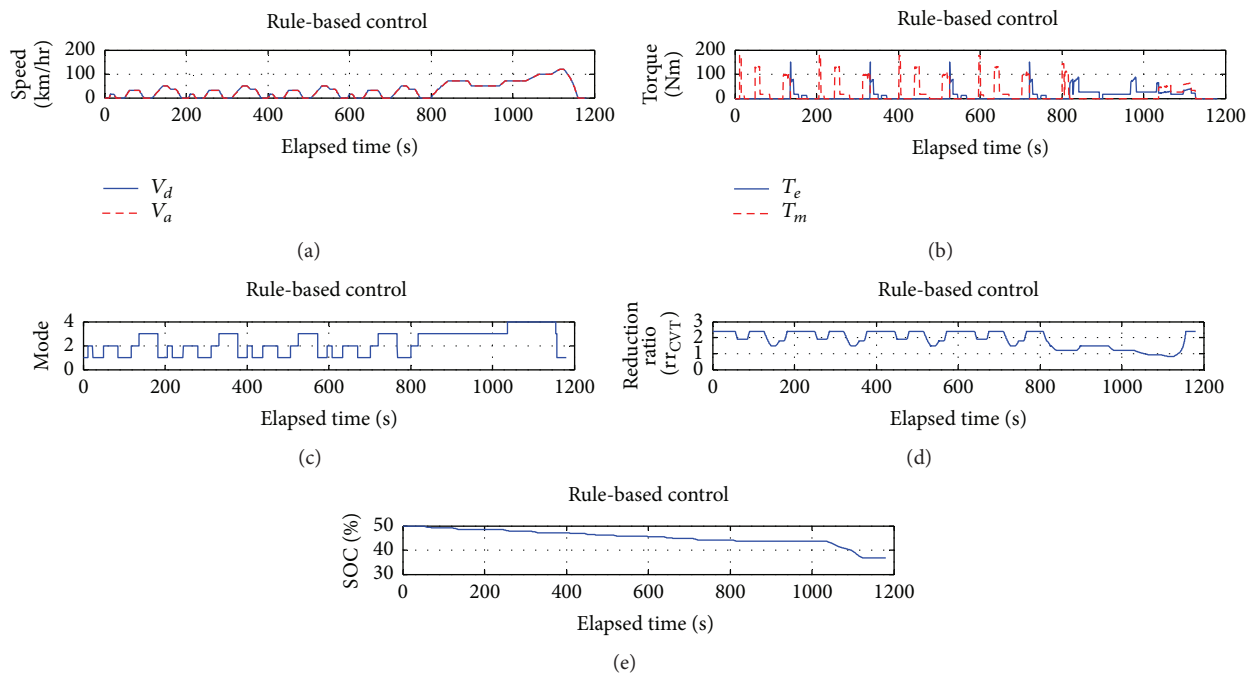 Rule-based control
Speed (km/hr)
200
100
0
0 200 400 600 800 1000 1200
Elapsed time (s)
V_d
V_a
(a)
Rule-based control
Torque (Nm)
200
100
0
0 200 400 600 800 1000 1200
Elapsed time (s)
T_e
T_m
(b)
Rule-based control
Mode
4
2
0
0 200 400 600 800 1000 1200
Elapsed time (s)
(c)
Rule-based control
Reduction ratio (rr_CVT)
3
2
1
0
0 200 400 600 800 1000 1200
Elapsed time (s)
(d)
Rule-based control
SOC (%)
50
40
30
0 200 400 600 800 1000 1200
Elapsed time (s)
(e)